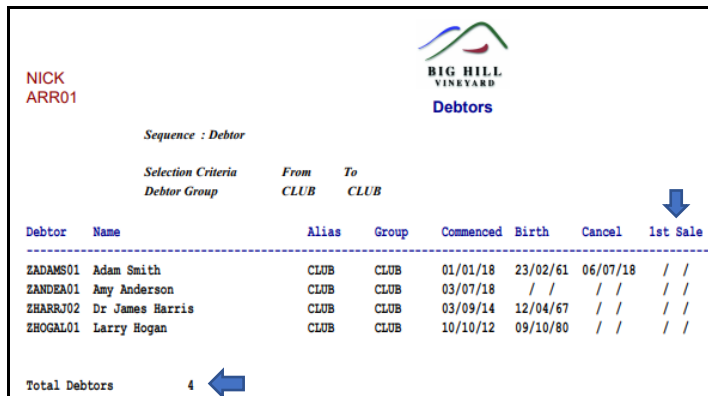 BIG HILL
VINEYARD
NICK
ARR01
Debtors
Sequence : Debtor
Selection Criteria From To
Debtor Group CLUB CLUB
Debtor Name Alias Group Commenced Birth Cancel 1st Sale
ZADAMS01 Adam Smith CLUB CLUB 01/01/18 23/02/61 06/07/18 / /
ZANDEA01 Amy Anderson CLUB CLUB 03/07/18 / / / / / /
ZHARRJ02 Dr James Harris CLUB CLUB 03/09/14 12/04/67 / / / /
ZHOGAL01 Larry Hogan CLUB CLUB 10/10/12 09/10/80 / / / /
Total Debtors 4